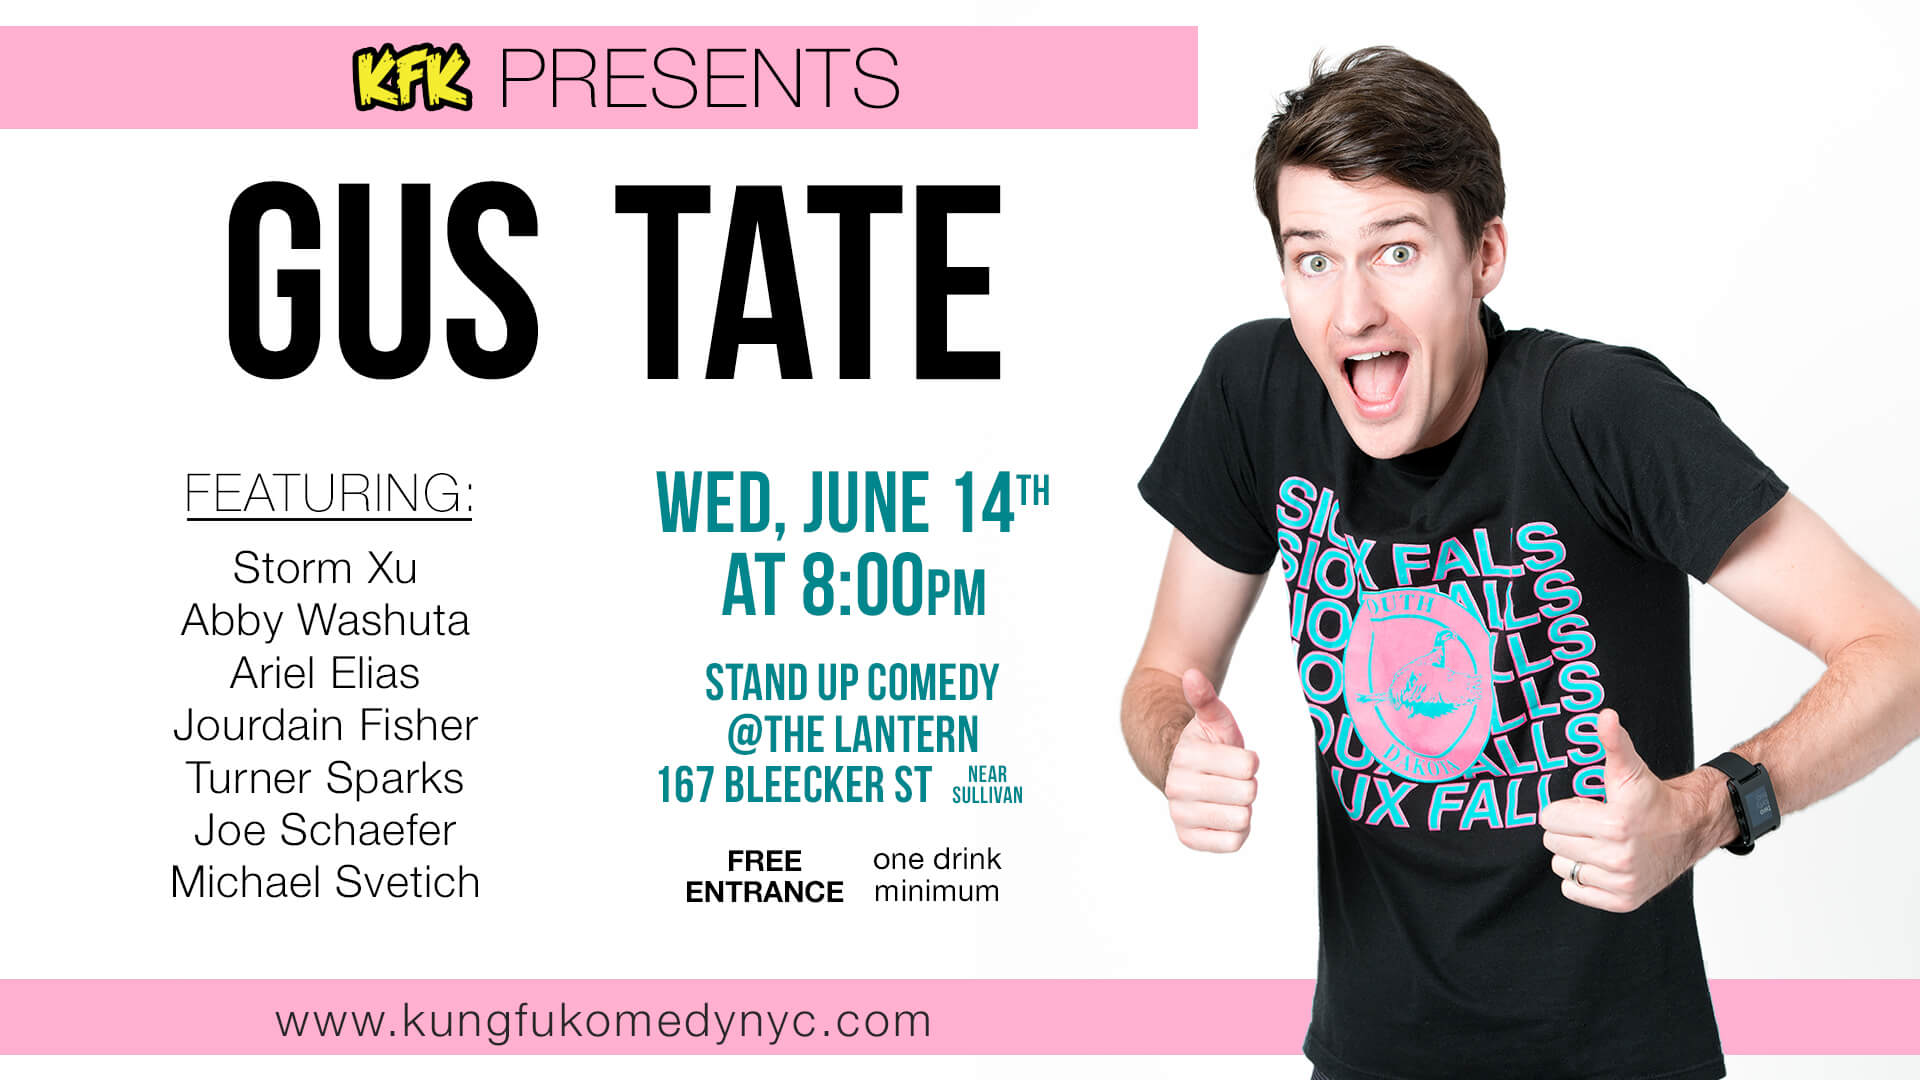 KFK PRESENTS
GUS TATE
FEATURING:
Storm Xu
Abby Washuta
Ariel Elias
Jourdain Fisher
Turner Sparks
Joe Schaefer
Michael Svetich
WED, JUNE 14TH
AT 8:00PM
STAND UP COMEDY
@THE LANTERN
167 BLEECKER ST NEAR SULLIVAN
FREE ENTRANCE
one drink minimum
www.kungfukomedynyc.com
SIOUX FALLS
SOUTH
DAKOTA
UX FALLS